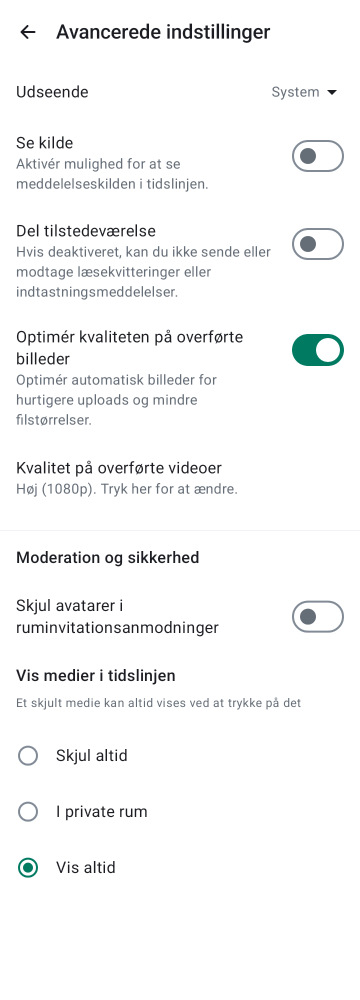 Avancerede indstillinger
Udseende
System
Se kilde
Aktivér mulighed for at se
meddelelseskilden i tidslinjen.
Del tilstedeværelse
Hvis deaktiveret, kan du ikke sende eller
modtage læsekvitteringer eller
indtastningsmeddelelser.
Optimér kvaliteten på overførte
billeder
Optimér automatisk billeder for
hurtigere uploads og mindre
filstørrelser.
Kvalitet på overførte videoer
Høj (1080p). Tryk her for at ændre.
Moderation og sikkerhed
Skjul avatarer i
ruminvitationsanmodninger
Vis medier i tidslinjen
Et skjult medie kan altid vises ved at trykke på det
Skjul altid
I private rum
Vis altid